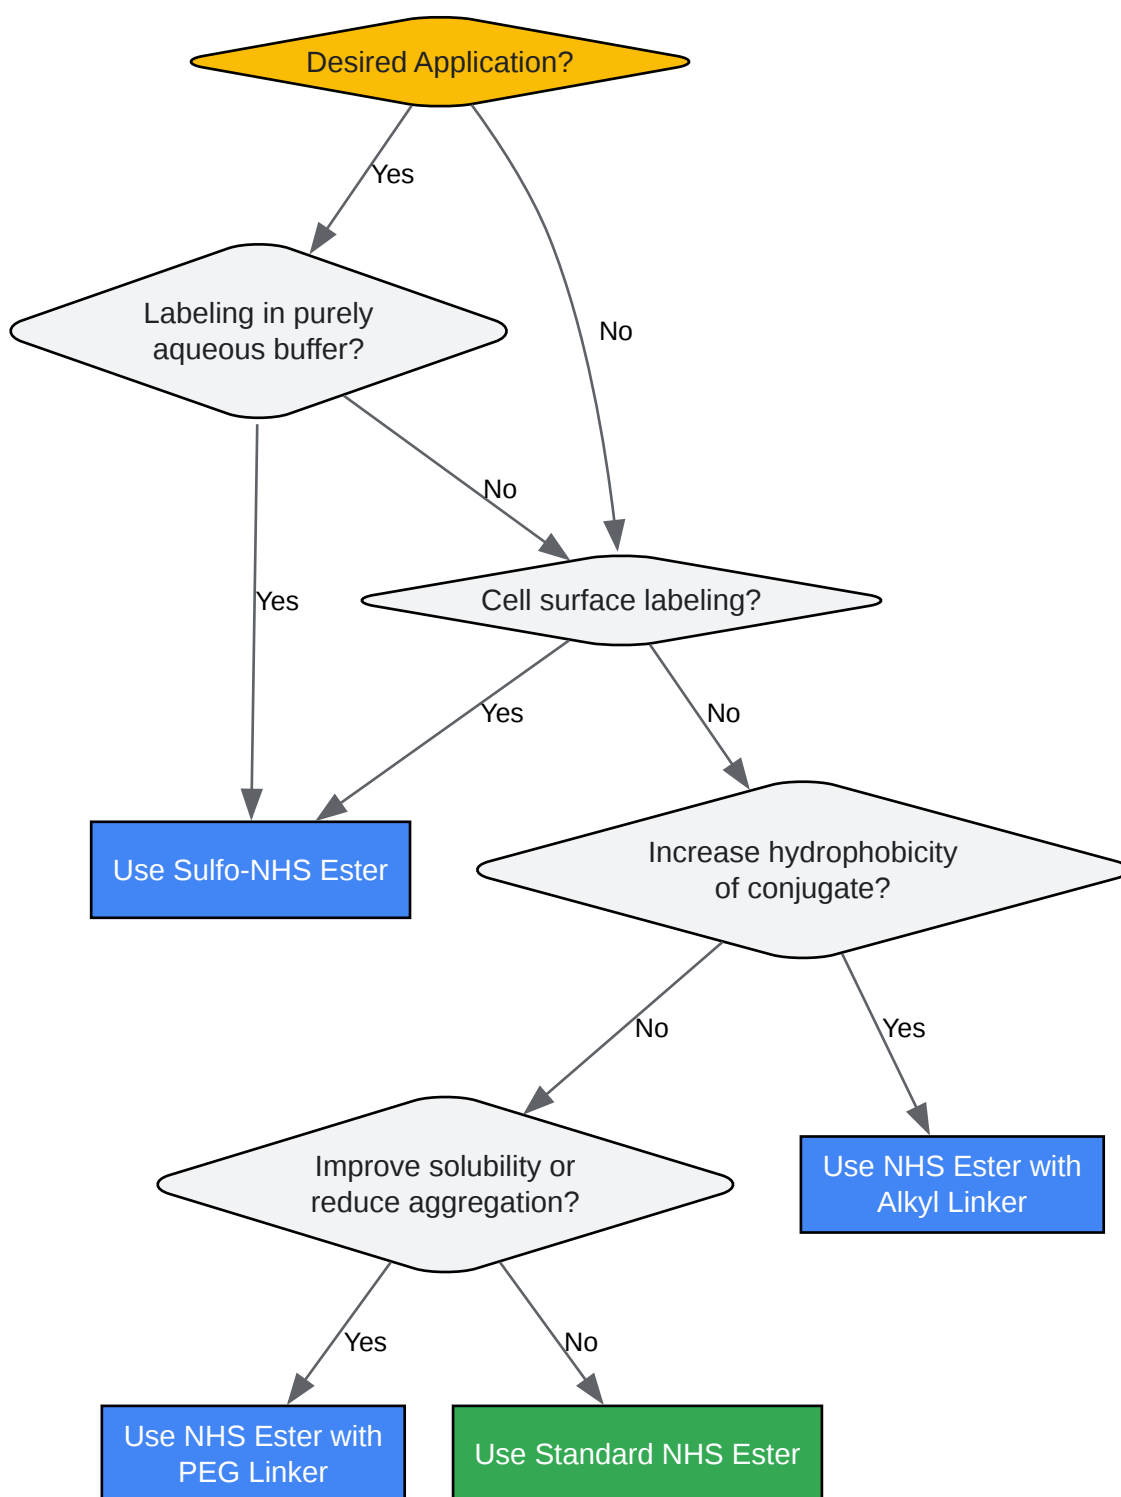 Desired Application?
Yes
Labeling in purely
aqueous buffer?
No
No
Yes
Cell surface labeling?
Yes
No
Use Sulfo-NHS Ester
Increase hydrophobicity
of conjugate?
No
Yes
Improve solubility or
reduce aggregation?
Use NHS Ester with
Alkyl Linker
Yes
No
Use NHS Ester with
PEG Linker
Use Standard NHS Ester